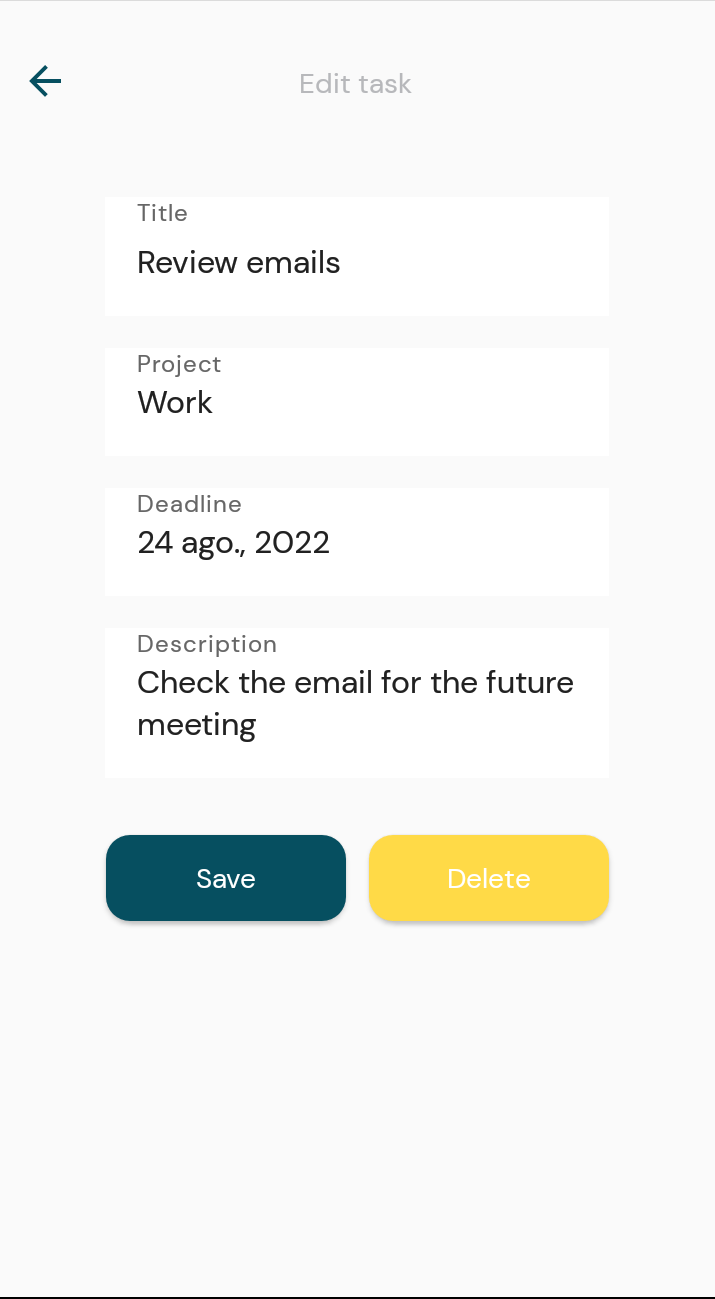 Edit task
Title
Review emails
Project
Work
Deadline
24 ago., 2022
Description
Check the email for the future
meeting
Save
Delete